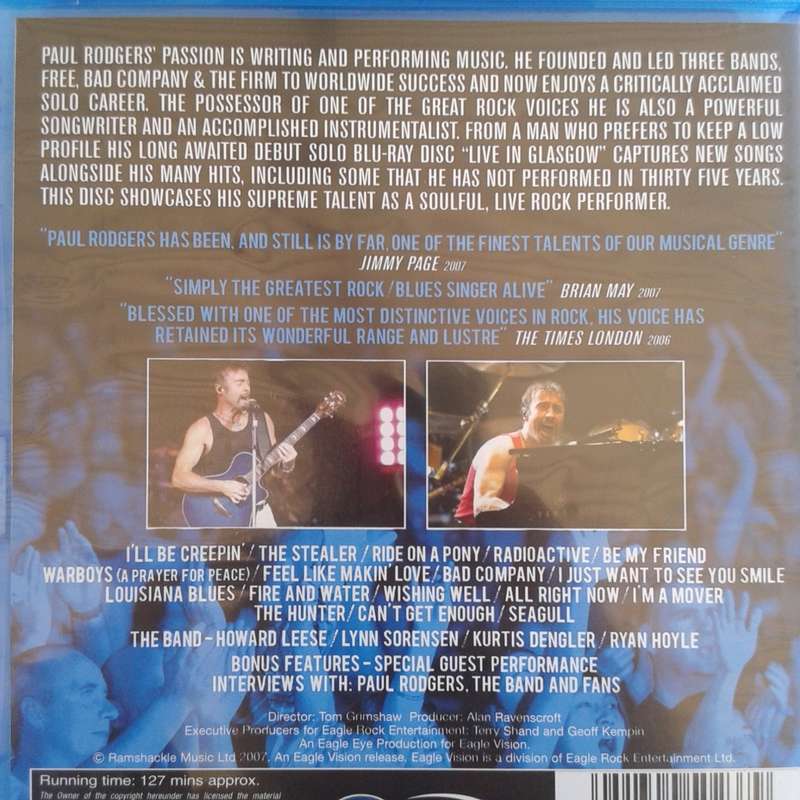 PAUL RODGERS' PASSION IS WRITING AND PERFORMING MUSIC. HE FOUNDED AND LED THREE BANDS,
FREE, BAD COMPANY & THE FIRM TO WORLDWIDE SUCCESS AND NOW ENJOYS A CRITICALLY ACCLAIMED
SOLO CAREER. THE POSSESSOR OF ONE OF THE GREAT ROCK VOICES HE IS ALSO A POWERFUL
SONGWRITER AND AN ACCOMPLISHED INSTRUMENTALIST. FROM A MAN WHO PREFERS TO KEEP A LOW
PROFILE HIS LONG AWAITED DEBUT SOLO BLU-RAY DISC "LIVE IN GLASGOW" CAPTURES NEW SONGS
ALONGSIDE HIS MANY HITS, INCLUDING SOME THAT HE HAS NOT PERFORMED IN THIRTY FIVE YEARS.
THIS DISC SHOWCASES HIS SUPREME TALENT AS A SOULFUL, LIVE ROCK PERFORMER.
"PAUL RODGERS HAS BEEN, AND STILL IS BY FAR, ONE OF THE FINEST TALENTS OF OUR MUSICAL GENRE"
JIMMY PAGE 2007
"SIMPLY THE GREATEST ROCK/BLUES SINGER ALIVE" BRIAN MAY 2007
"BLESSED WITH ONE OF THE MOST DISTINCTIVE VOICES IN ROCK, HIS VOICE HAS
RETAINED ITS WONDERFUL RANGE AND LUSTRE" THE TIMES LONDON 2006
I'LL BE CREEPIN'/THE STEALER/RIDE ON A PONY/RADIOACTIVE/BE MY FRIEND
WARBOYS (A PRAYER FOR PEACE)/FEEL LIKE MAKIN' LOVE/BAD COMPANY/I JUST WANT TO SEE YOU SMILE
LOUISIANA BLUES/FIRE AND WATER/WISHING WELL/ALL RIGHT NOW/I'M A MOVER
THE HUNTER/CAN'T GET ENOUGH/SEAGULL
THE BAND – HOWARD LEESE/LYNN SORENSEN/KURTIS DENGLER/RYAN HOYLE
BONUS FEATURES – SPECIAL GUEST PERFORMANCE
INTERVIEWS WITH: PAUL RODGERS, THE BAND AND FANS
Director: Tom Grimshaw Producer: Alan Ravenscroft
Executive Producers for Eagle Rock Entertainment: Terry Shand and Geoff Kempin
An Eagle Eye Production for Eagle Vision.
© Ramshackle Music Ltd 2007. An Eagle Vision release. Eagle Vision is a division of Eagle Rock Entertainment Ltd.
Running time: 127 mins approx.
The Owner of the copyright hereunder has licensed the material